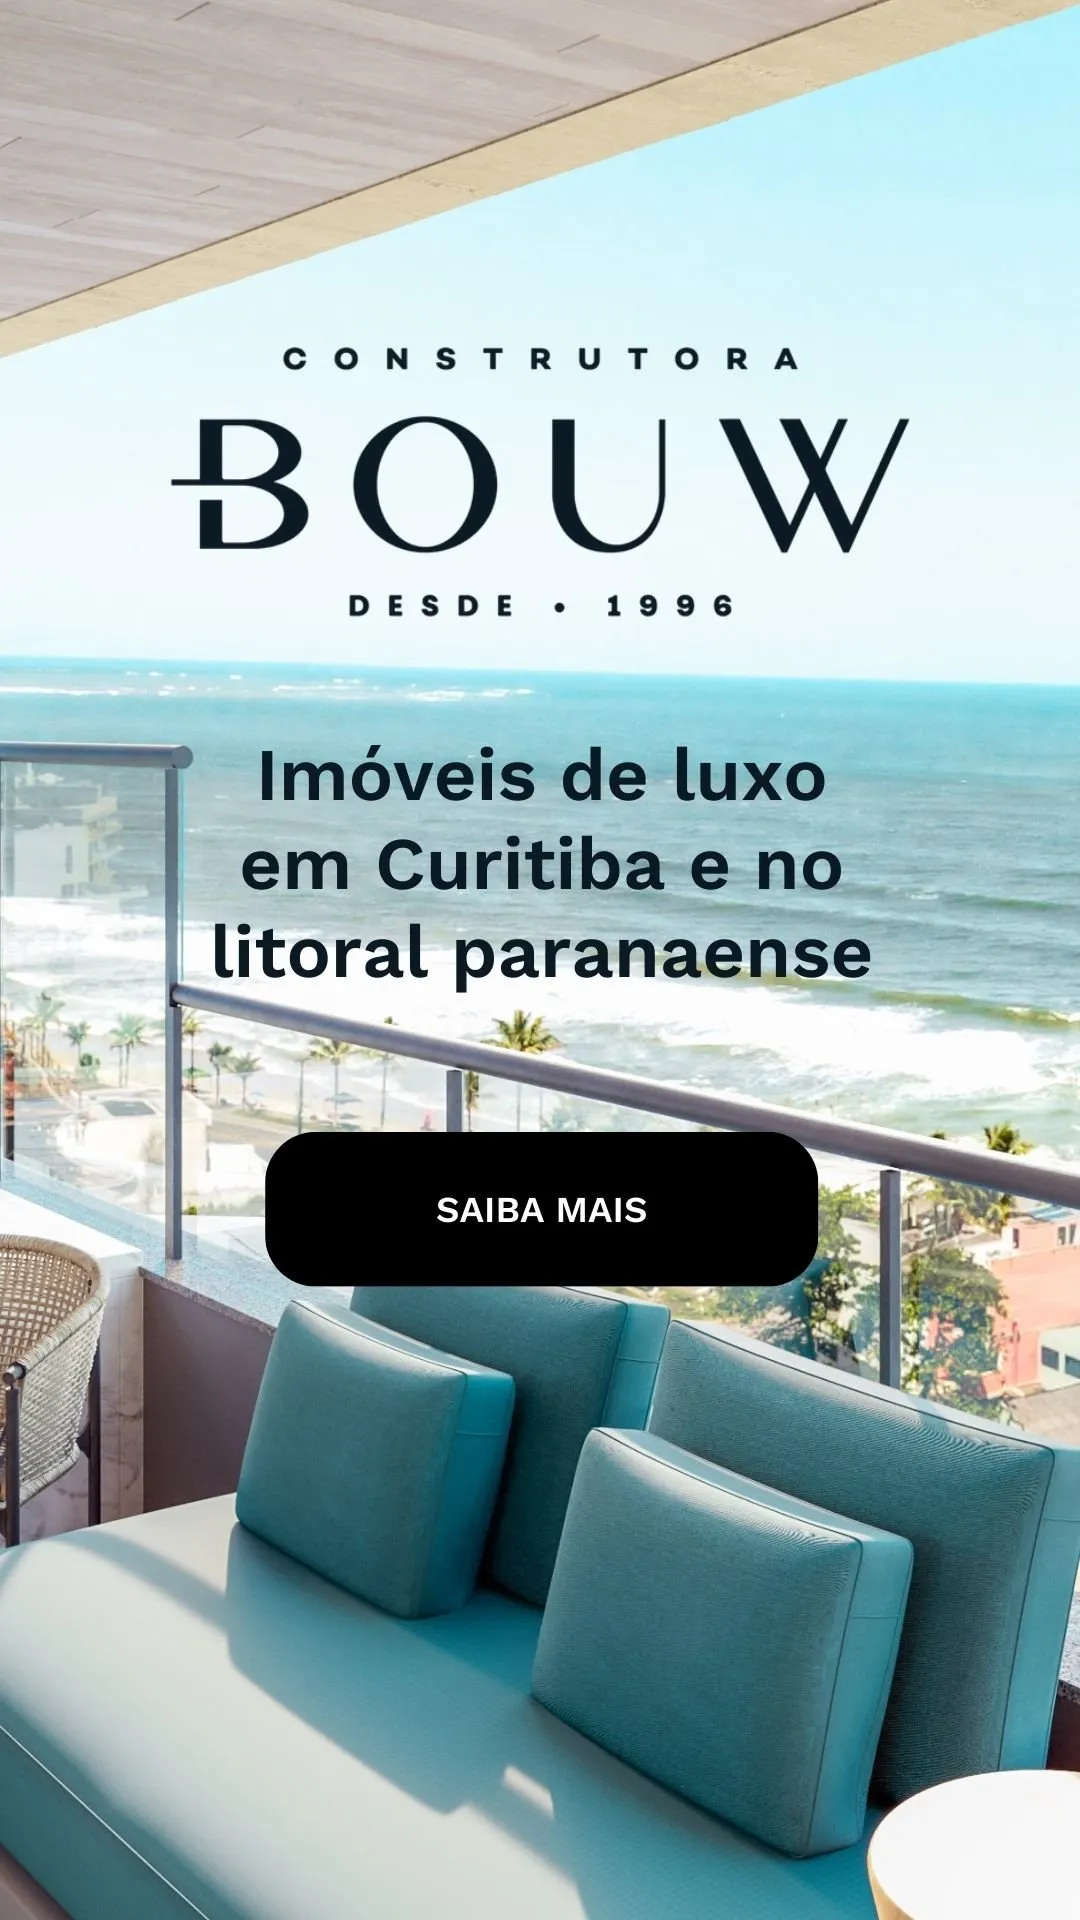 CONSTRUTORA
BOUW
DESDE • 1996
Imóveis de luxo
em Curitiba e no
litoral paranaense
SAIBA MAIS